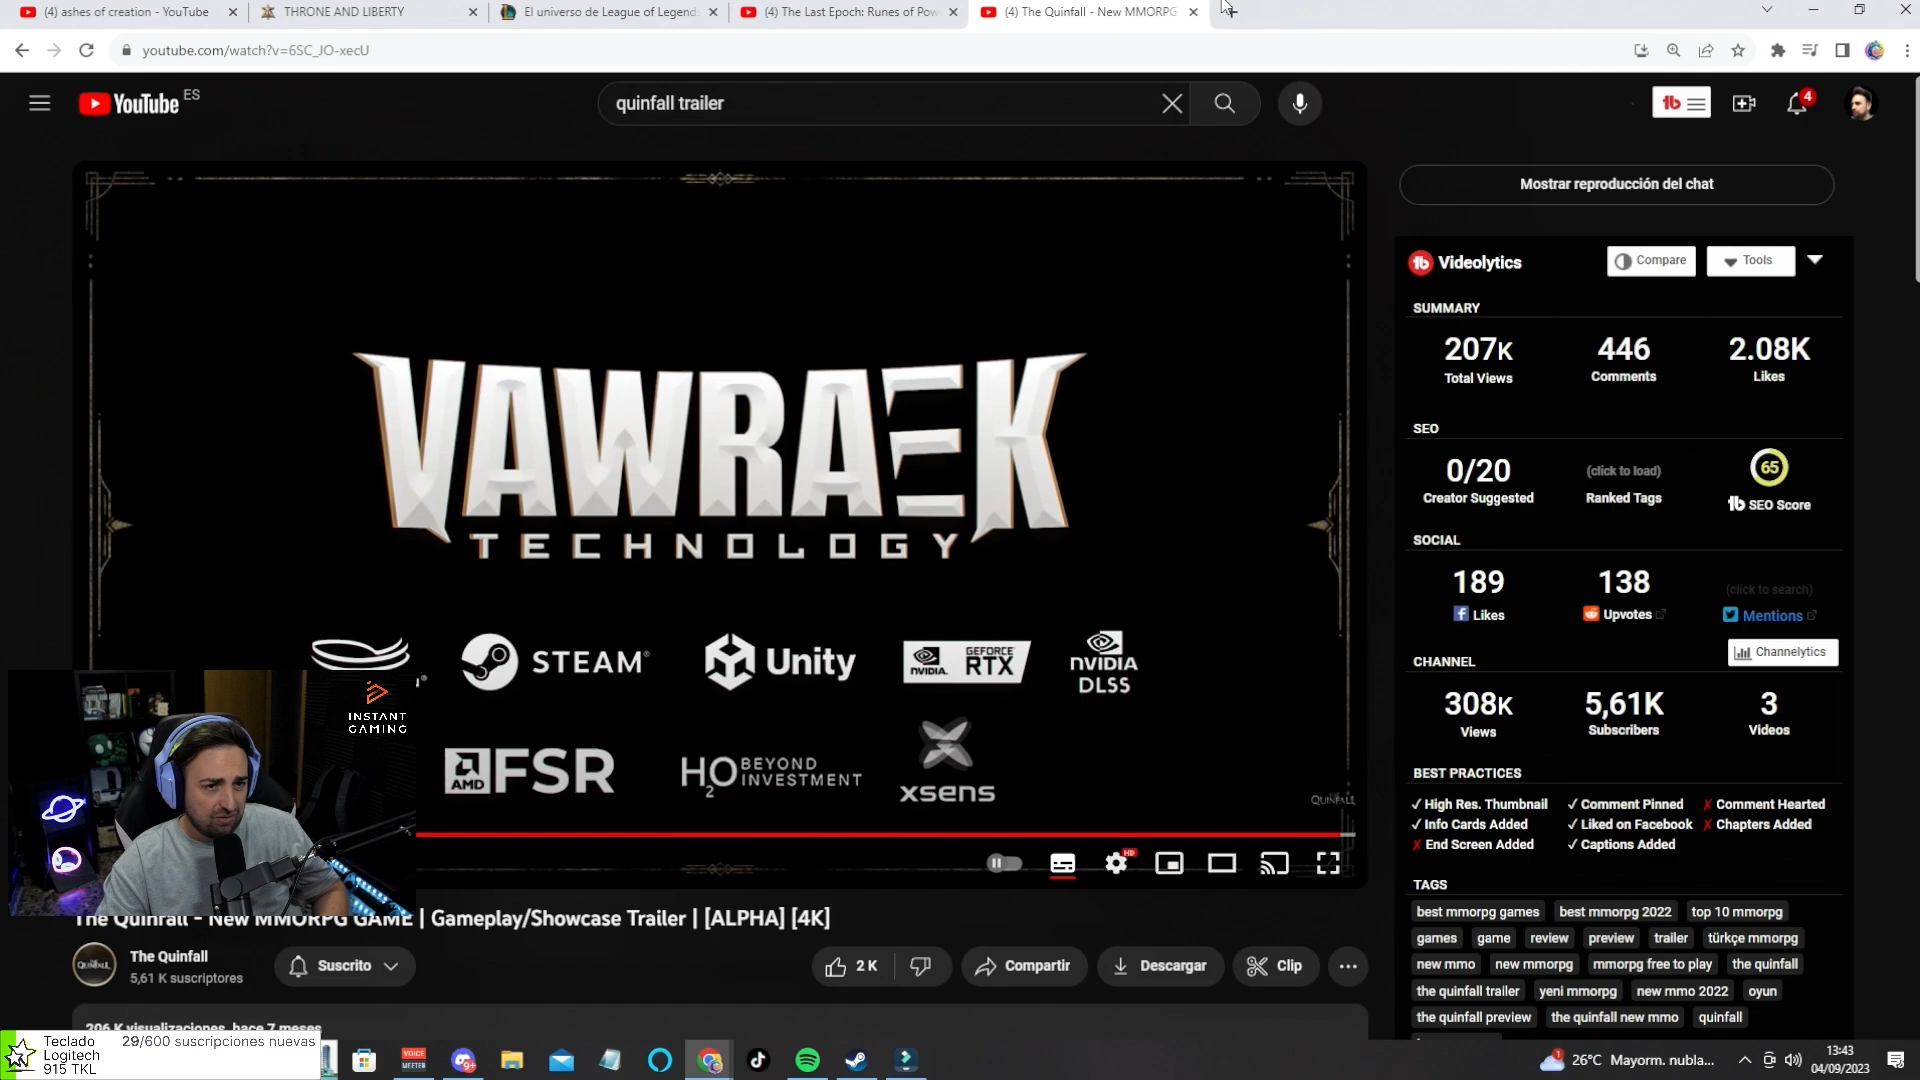 (4) ashes of creation - YouTube
THRONE AND LIBERTY
El universo de League of Legend
(4) The Last Epoch: Runes of Pow
(4) The Quinfall - New MMORPG
youtube.com/watch?v=6SC_JO-xecU
YouTube ES
quinfall trailer
4
Mostrar reproducción del chat
VAWRAEK
TECHNOLOGY
STEAM
Unity
NVIDIA. GEFORCE RTX
NVIDIA DLSS
AMD FSR
H2O BEYOND INVESTMENT
xsens
QUINFALL
INSTANT
GAMING
HD
The Quinfall - New MMORPG GAME | Gameplay/Showcase Trailer | [ALPHA] [4K]
The Quinfall
5,61 K suscriptores
Suscrito
2 K
Compartir
Descargar
Clip
206 K visualizaciones hace 7 meses
Videolytics
Compare
Tools
SUMMARY
207K 446 2.08K
Total Views Comments Likes
SEO
0/20 (click to load) 65
Creator Suggested Ranked Tags SEO Score
SOCIAL
189 138 (click to search)
Likes Upvotes Mentions
CHANNEL Channelytics
308K 5,61K 3
Views Subscribers Videos
BEST PRACTICES
✓ High Res. Thumbnail ✓ Comment Pinned ✗ Comment Hearted
✓ Info Cards Added ✓ Liked on Facebook ✗ Chapters Added
✗ End Screen Added ✓ Captions Added
TAGS
best mmorpg games best mmorpg 2022 top 10 mmorpg
games game review preview trailer türkçe mmorpg
new mmo new mmorpg mmorpg free to play the quinfall
the quinfall trailer yeni mmorpg new mmo 2022 oyun
the quinfall preview the quinfall new mmo quinfall
Teclado
Logitech
915 TKL
29/600 suscripciones nuevas
VOICE
MEETER
9+
1
26°C Mayorm. nubla...
13:43
04/09/2023